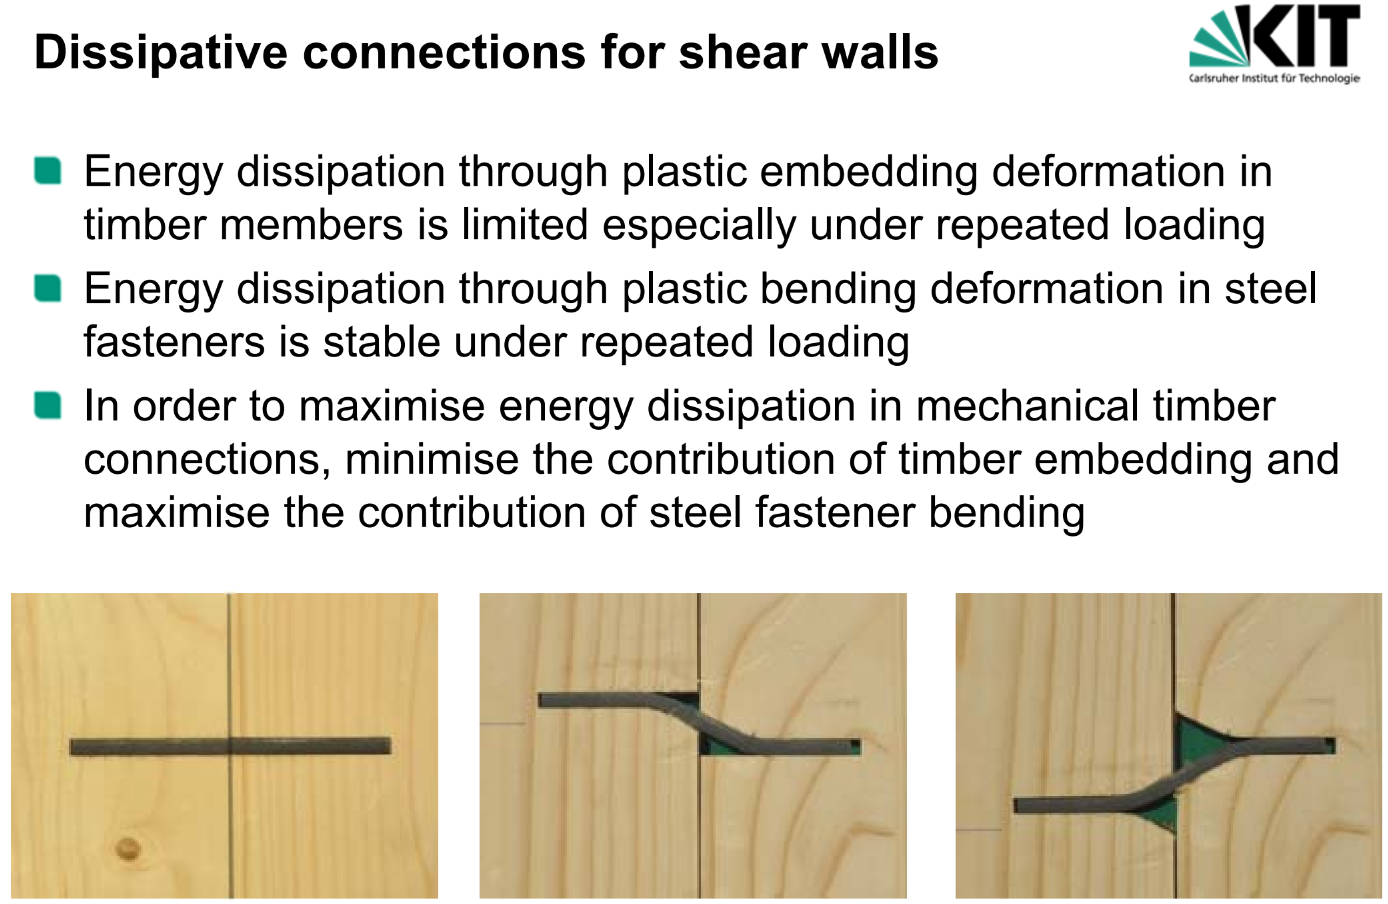 Dissipative connections for shear walls
KIT
Karlsruher Institut für Technologie
Energy dissipation through plastic embedding deformation in
timber members is limited especially under repeated loading
Energy dissipation through plastic bending deformation in steel
fasteners is stable under repeated loading
In order to maximise energy dissipation in mechanical timber
connections, minimise the contribution of timber embedding and
maximise the contribution of steel fastener bending